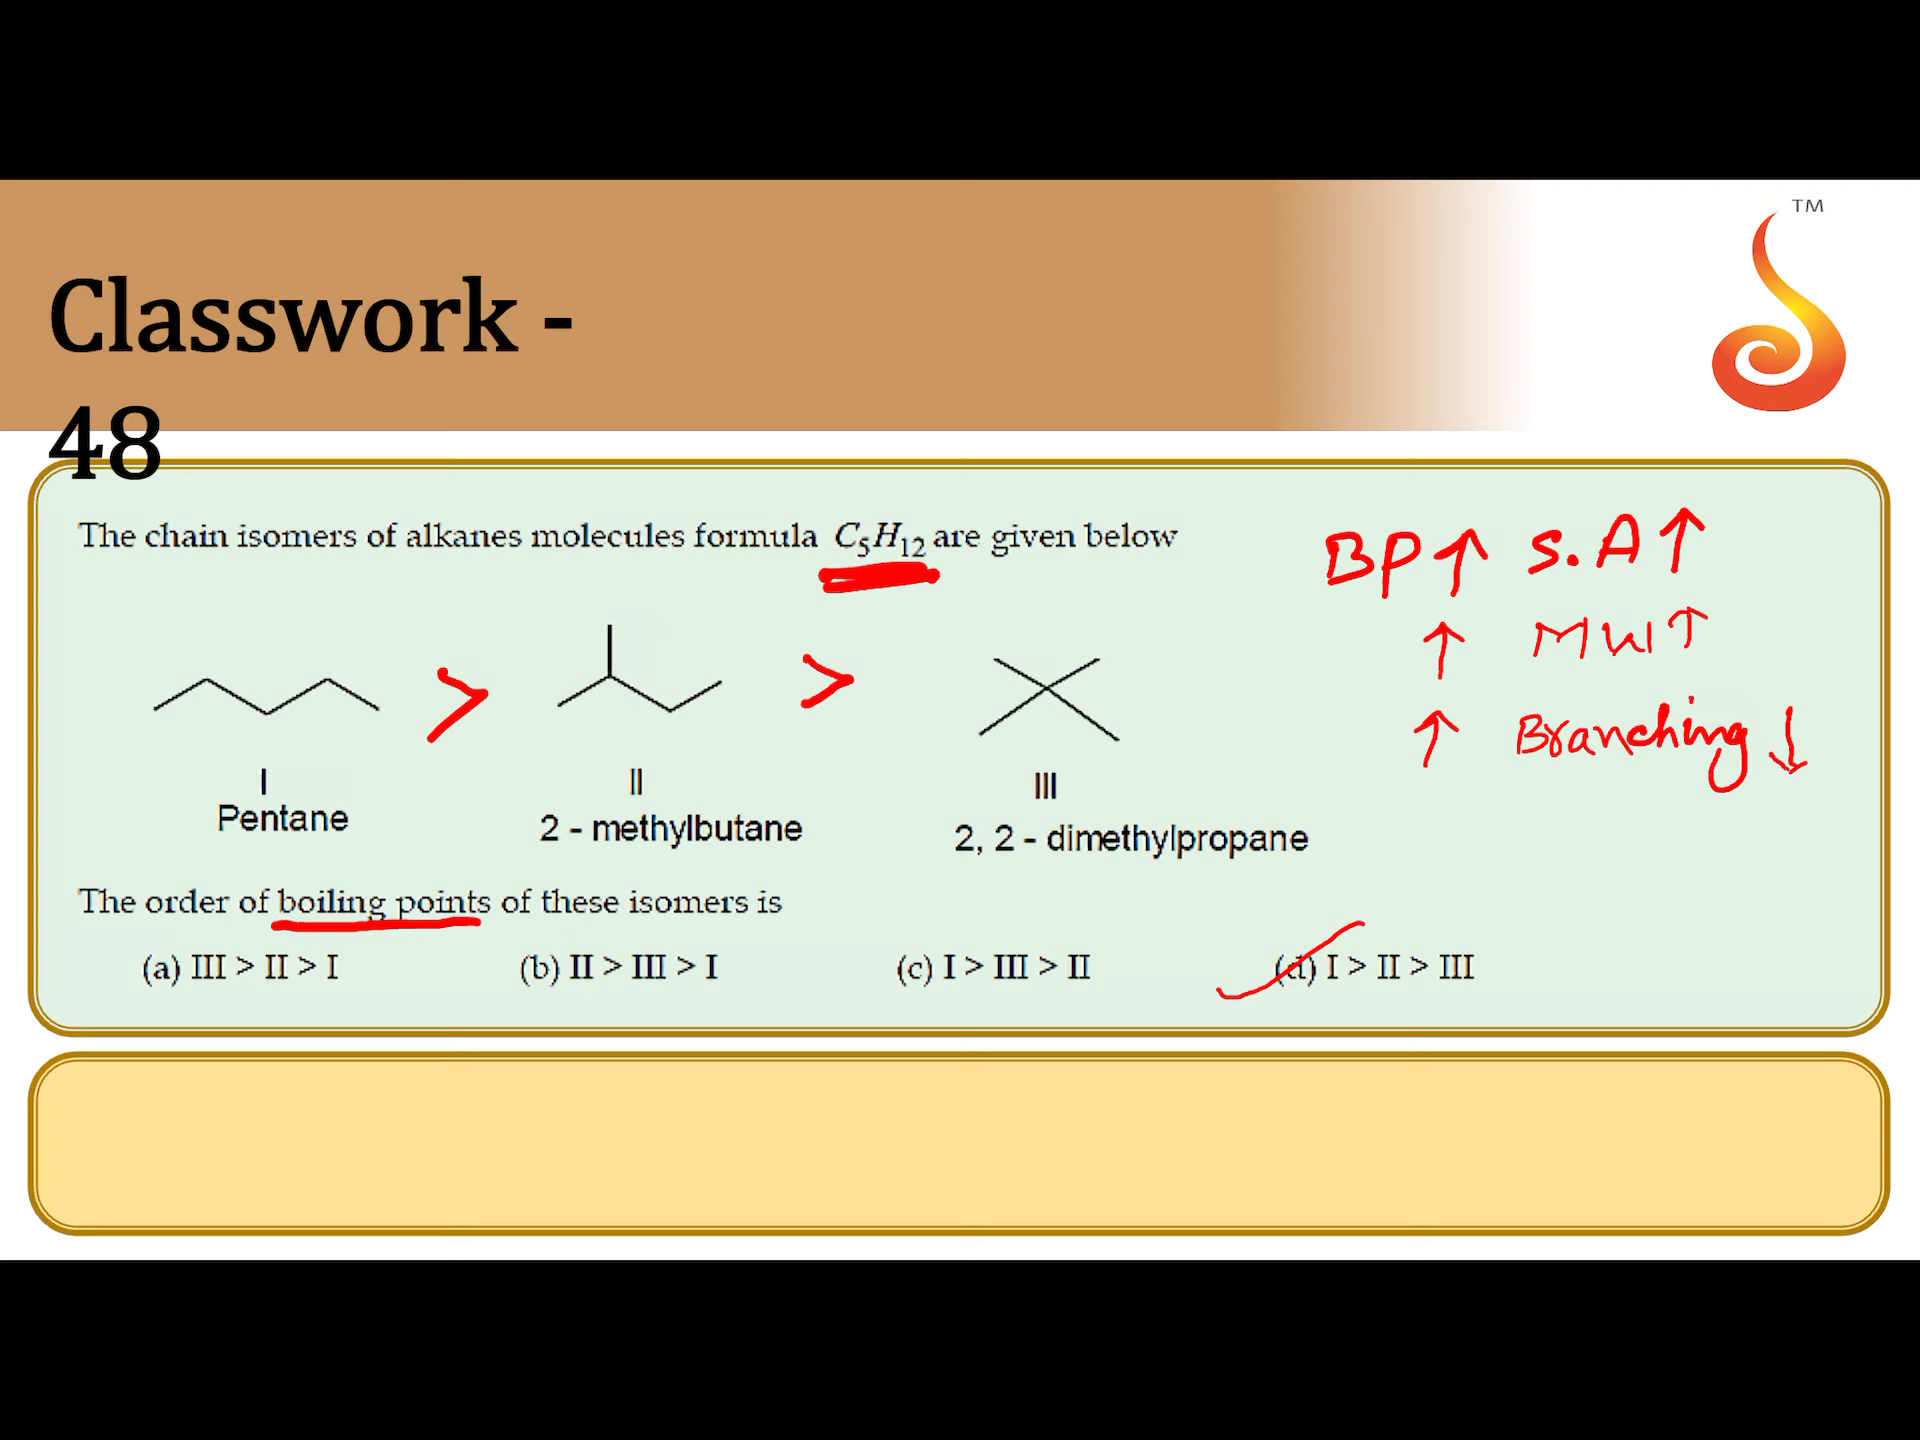 TM
Classwork -
48
The chain isomers of alkanes molecules formula C₅H₁₂ are given below
BP ↑ S.A ↑
↑ MW ↑
↑ Branching ↓
> >
I II III
Pentane 2 - methylbutane 2, 2 - dimethylpropane
The order of boiling points of these isomers is
(a) III > II > I (b) II > III > I (c) I > III > II (d) I > II > III